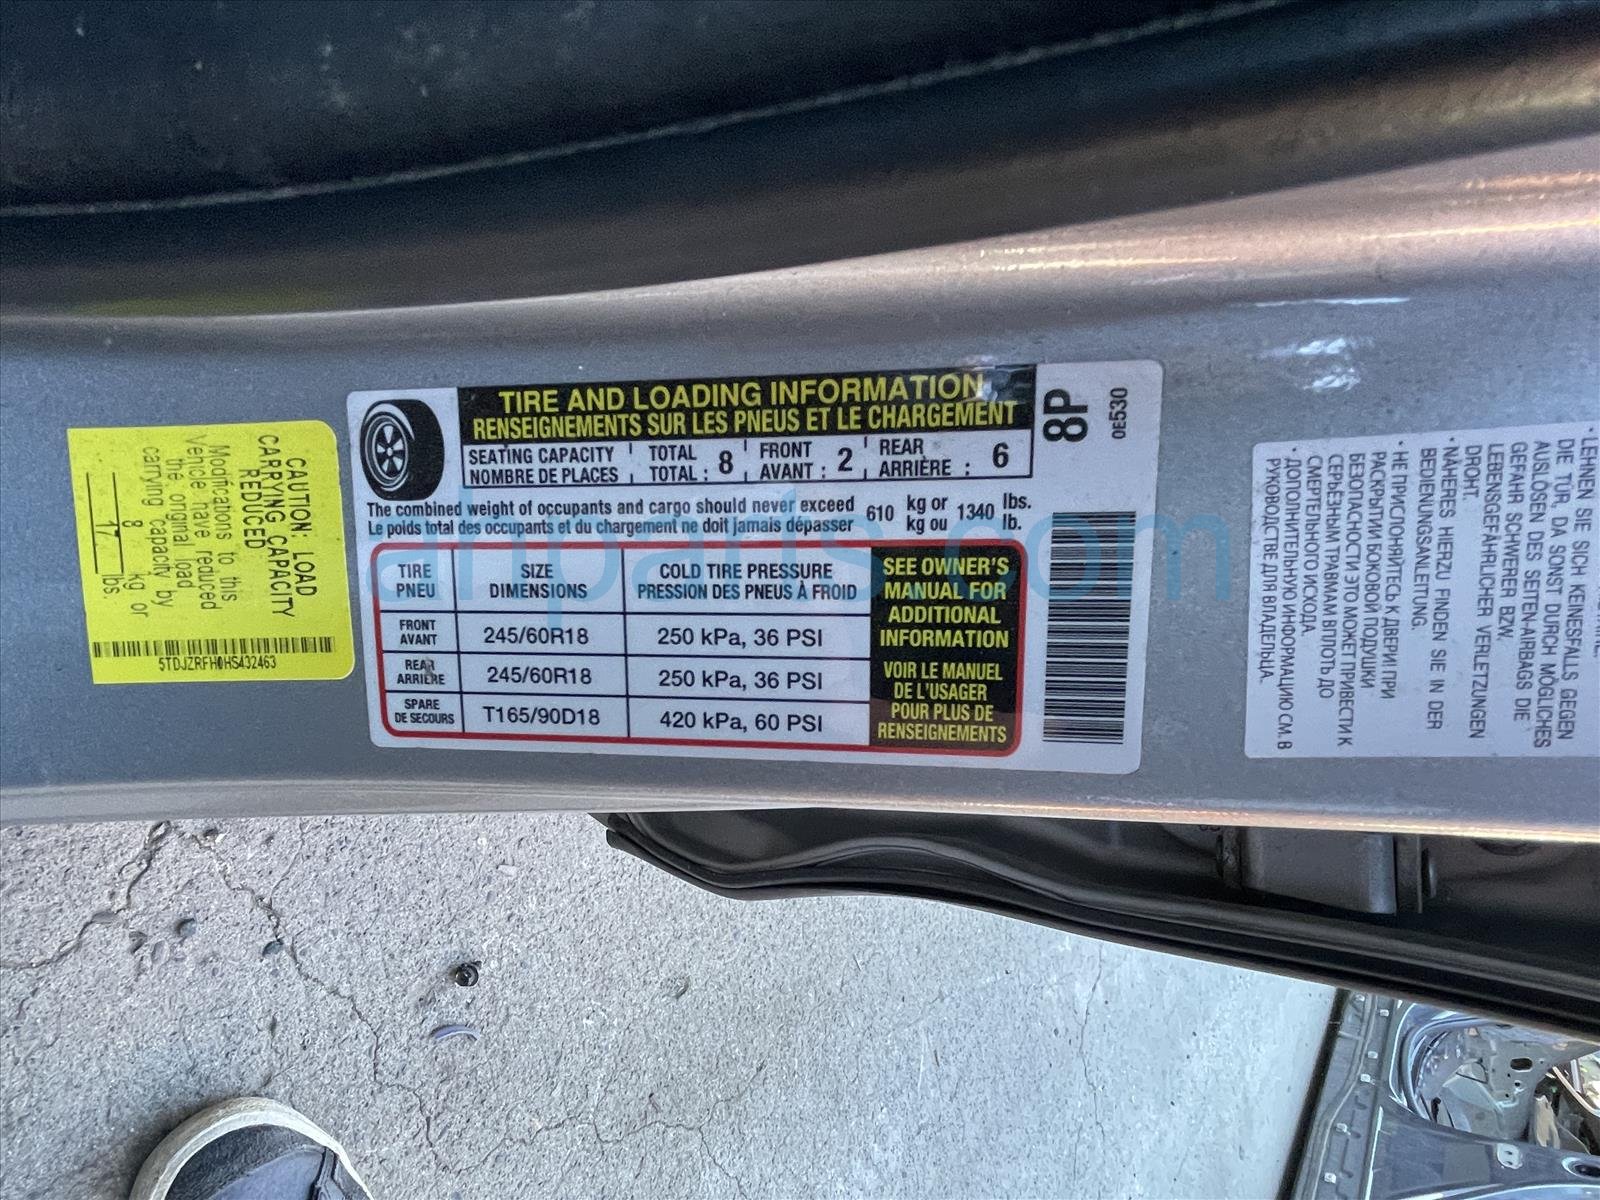 TIRE AND LOADING INFORMATION
RENSEIGNEMENTS SUR LES PNEUS ET LE CHARGEMENT
SEATING CAPACITY TOTAL FRONT REAR
NOMBRE DE PLACES TOTAL : 8 AVANT : 2 ARRIÈRE : 6
The combined weight of occupants and cargo should never exceed 610 kg or 1340 lbs.
Le poids total des occupants et du chargement ne doit jamais dépasser kg ou lb.
TIRE SIZE COLD TIRE PRESSURE
PNEU DIMENSIONS PRESSION DES PNEUS À FROID
FRONT
AVANT 245/60R18 250 kPa, 36 PSI
REAR
ARRIÈRE 245/60R18 250 kPa, 36 PSI
SPARE
DE SECOURS T165/90D18 420 kPa, 60 PSI
SEE OWNER'S
MANUAL FOR
ADDITIONAL
INFORMATION
VOIR LE MANUEL
DE L'USAGER
POUR PLUS DE
RENSEIGNEMENTS
8P
0E530
CAUTION: LOAD
CARRYING CAPACITY
REDUCED
Modifications to this
Vehicle have reduced
the original load
carrying capacity by
8 kg or
17 lbs.
5TDJZRFH0HS432463
• LEHNEN SIE SICH KEINESFALLS GEGEN
DIE TÜR, DA SONST DURCH MÖGLICHES
AUSLÖSEN DES SEITEN-AIRBAGS DIE
GEFAHR SCHWERER BZW.
LEBENSGEFÄHRLICHER VERLETZUNGEN
DROHT.
• NÄHERES HIERZU FINDEN SIE IN DER
BEDIENUNGSANLEITUNG.
• НЕ ПРИСЛОНЯЙТЕСЬ К ДВЕРИ ПРИ
РАСКРЫТИИ БОКОВОЙ ПОДУШКИ
БЕЗОПАСНОСТИ ЭТО МОЖЕТ ПРИВЕСТИ К
СЕРЬЁЗНЫМ ТРАВМАМ ВПЛОТЬ ДО
СМЕРТЕЛЬНОГО ИСХОДА.
• ДОПОЛНИТЕЛЬНУЮ ИНФОРМАЦИЮ СМ. В
РУКОВОДСТВЕ ДЛЯ ВЛАДЕЛЬЦА.
ahparts.com